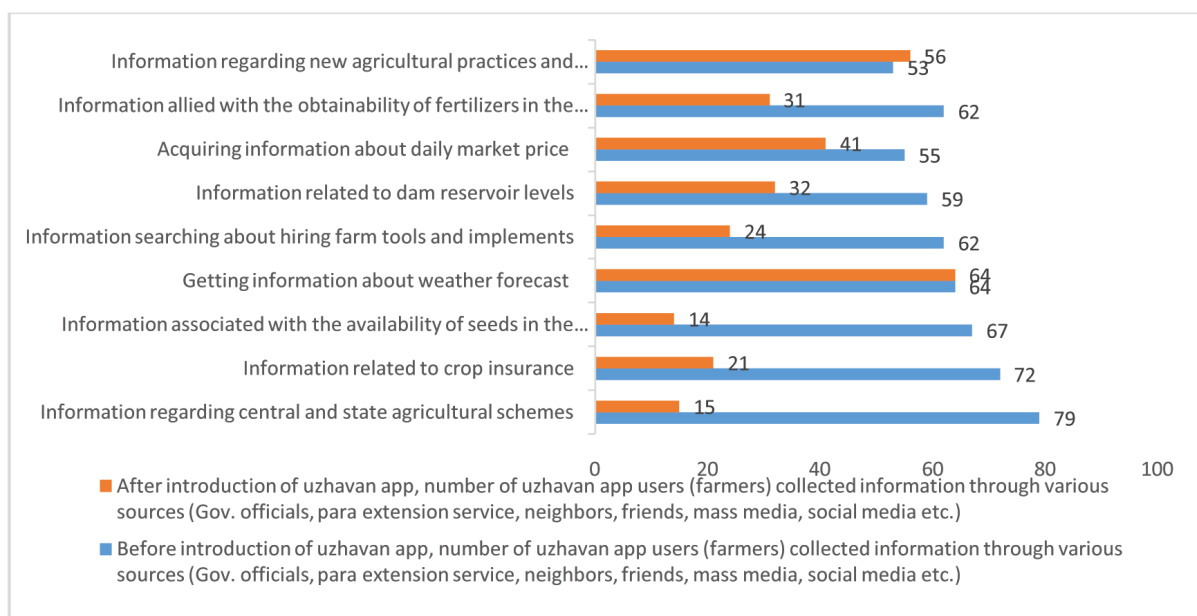 Information regarding new agricultural practices and...
56
53
Information allied with the obtainability of fertilizers in the...
31
62
Acquiring information about daily market price
41
55
Information related to dam reservoir levels
32
59
Information searching about hiring farm tools and implements
24
62
Getting information about weather forecast
64
64
Information associated with the availability of seeds in the...
14
67
Information related to crop insurance
21
72
Information regarding central and state agricultural schemes
15
79
0 20 40 60 80 100
After introduction of uzhavan app, number of uzhavan app users (farmers) collected information through various
sources (Gov. officials, para extension service, neighbors, friends, mass media, social media etc.)
Before introduction of uzhavan app, number of uzhavan app users (farmers) collected information through various
sources (Gov. officials, para extension service, neighbors, friends, mass media, social media etc.)